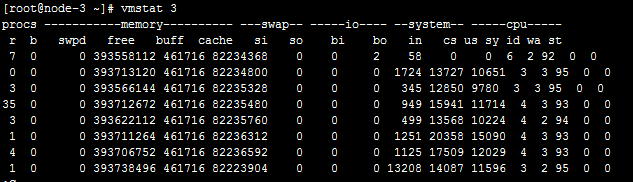 [root@node-3 ~]# vmstat 3
procs -----------memory---------- ---swap-- -----io---- --system-- -----cpu-----
r b swpd free buff cache si so bi bo in cs us sy id wa st
7 0 0 393558112 461716 82234368 0 0 2 58 0 0 6 2 92 0 0
0 0 0 393713120 461716 82234800 0 0 1724 13727 10651 3 3 95 0 0
3 0 0 393566144 461716 82235328 0 0 345 12850 9780 3 3 95 0 0
35 0 0 393712672 461716 82235480 0 0 949 15941 11714 4 3 93 0 0
3 0 0 393622112 461716 82235760 0 0 499 13568 10224 4 2 94 0 0
1 0 0 393711264 461716 82236312 0 0 1251 20358 15090 4 3 93 0 0
4 0 0 393706752 461716 82236592 0 0 1125 17509 12029 4 3 93 0 0
1 0 0 393738496 461716 82223904 0 0 13208 14087 11596 3 2 95 0 0